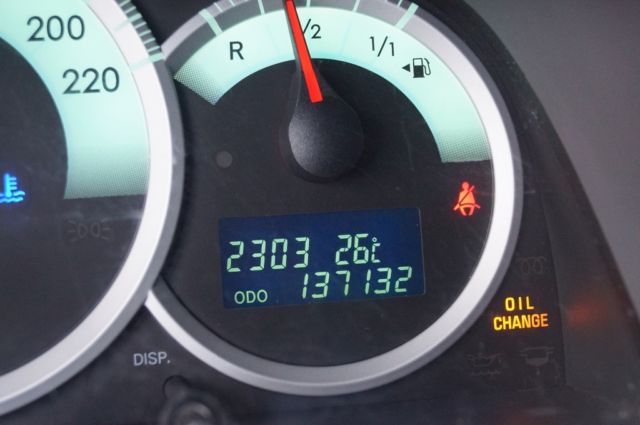 200
220
R
1/2
1/1
2303 26℃
ODO 137132
OIL
CHANGE
DISP.